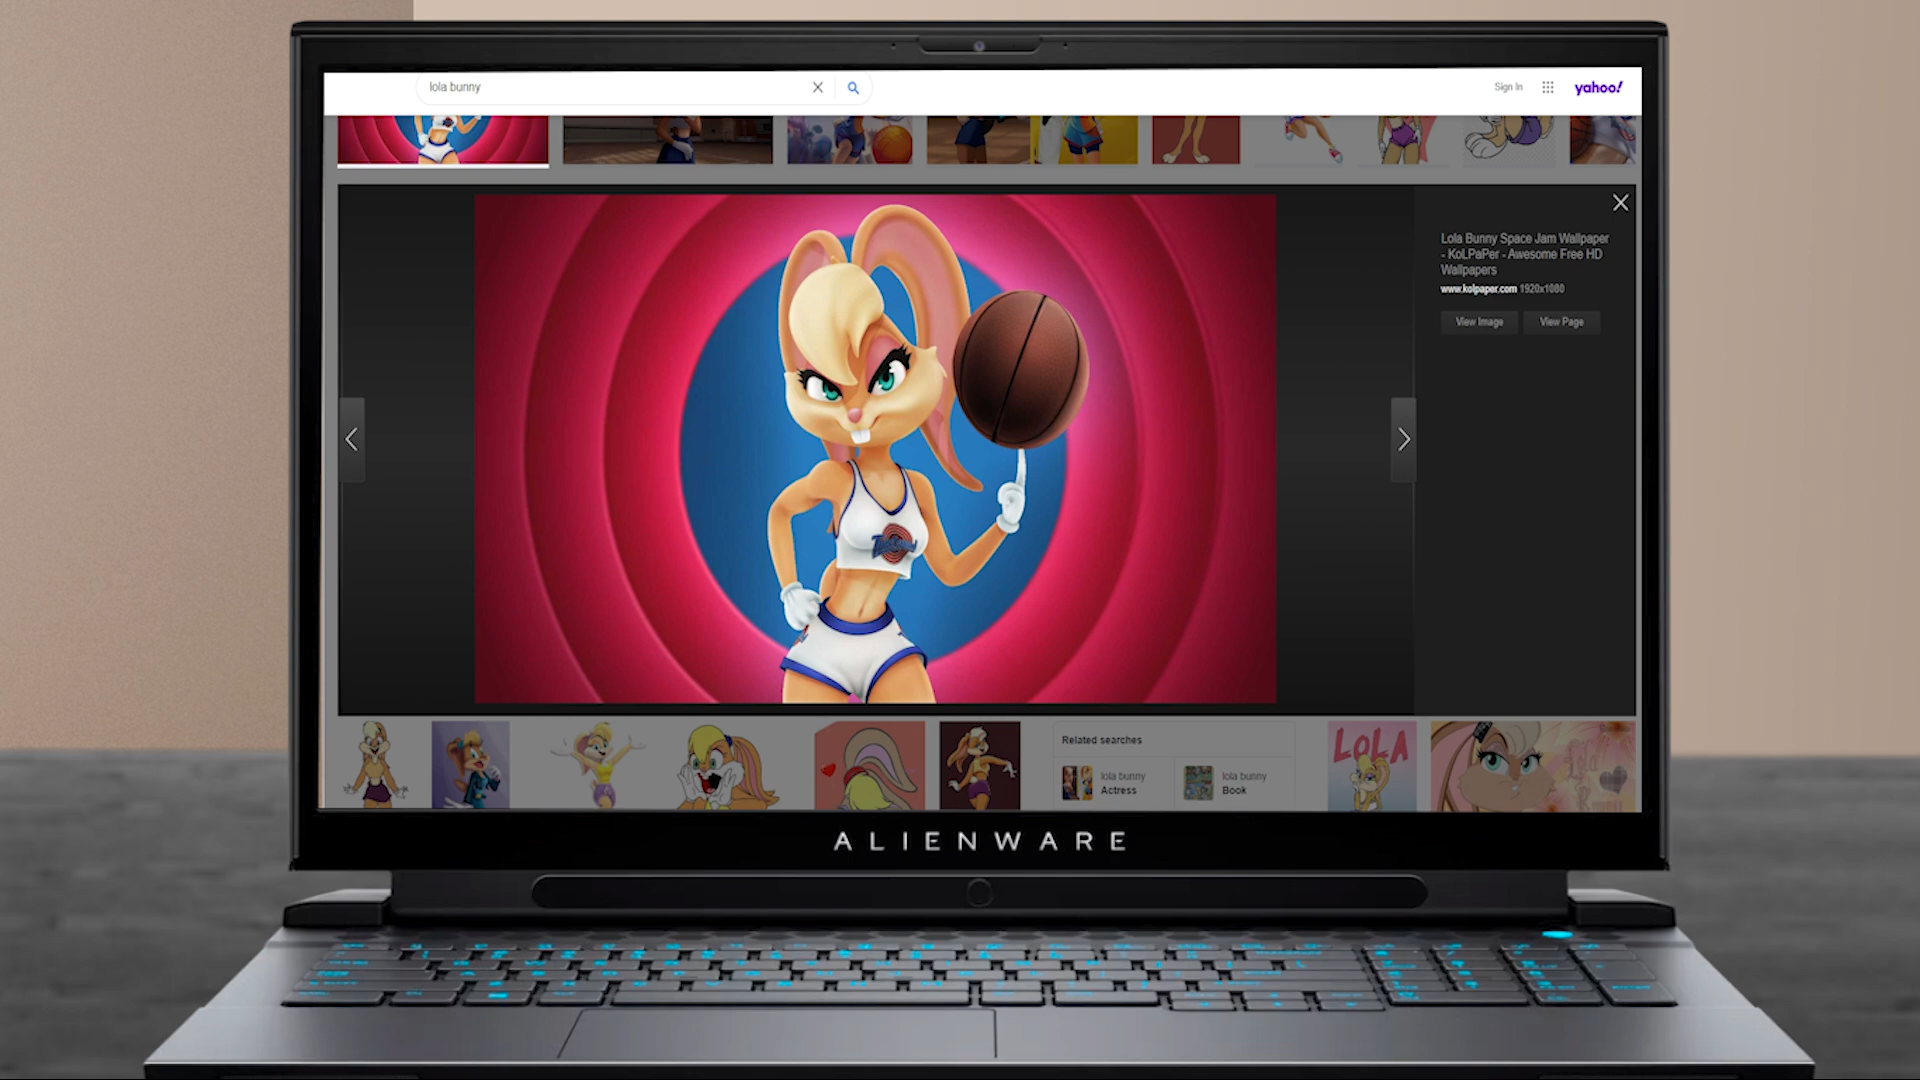 lola bunny
Sign In
yahoo!
Lola Bunny Space Jam Wallpaper
- KoLPaPer - Awesome Free HD
Wallpapers
www.kolpaper.com 1920x1080
View Image
View Page
Related searches
lola bunny
Actress
lola bunny
Book
LOLA
ALIENWARE